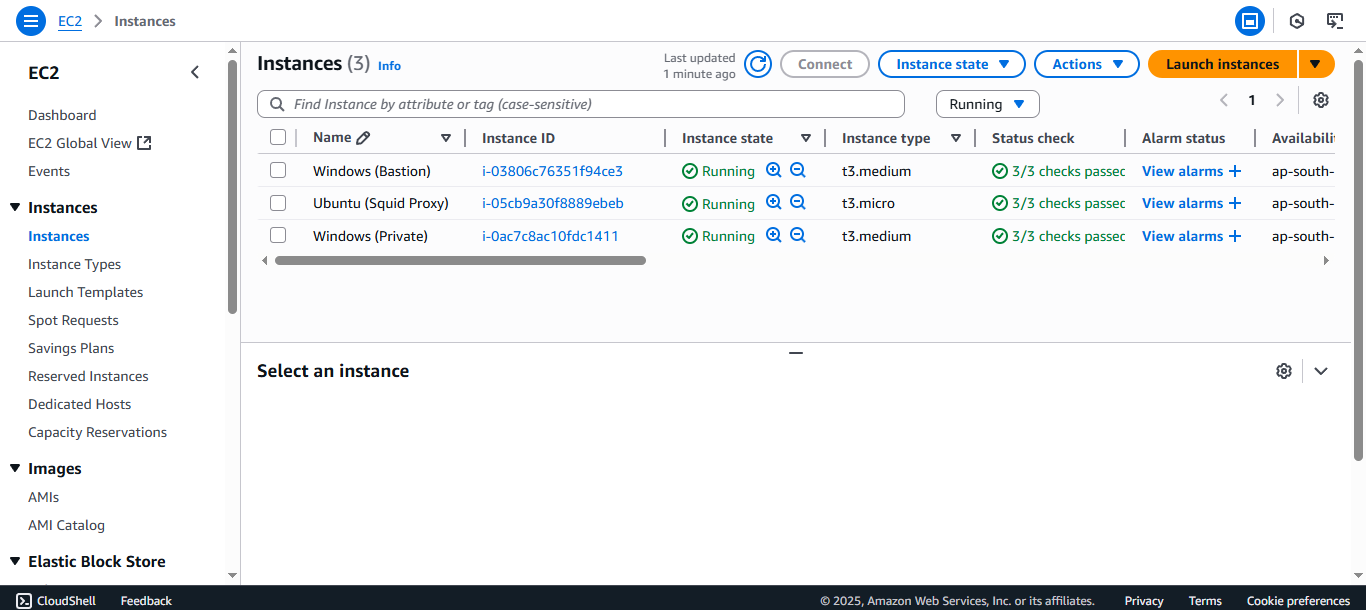 EC2 > Instances
EC2
Dashboard
EC2 Global View
Events
Instances
Instances
Instance Types
Launch Templates
Spot Requests
Savings Plans
Reserved Instances
Dedicated Hosts
Capacity Reservations
Images
AMIs
AMI Catalog
Elastic Block Store
Instances (3) Info
Last updated
1 minute ago
Connect
Instance state
Actions
Launch instances
Find Instance by attribute or tag (case-sensitive)
Running
1
Name Instance ID Instance state Instance type Status check Alarm status Availabili
Windows (Bastion) i-03806c76351f94ce3 Running t3.medium 3/3 checks passec View alarms + ap-south-
Ubuntu (Squid Proxy) i-05cb9a30f8889ebeb Running t3.micro 3/3 checks passec View alarms + ap-south-
Windows (Private) i-0ac7c8ac10fdc1411 Running t3.medium 3/3 checks passec View alarms + ap-south-
Select an instance
CloudShell Feedback © 2025, Amazon Web Services, Inc. or its affiliates. Privacy Terms Cookie preferences